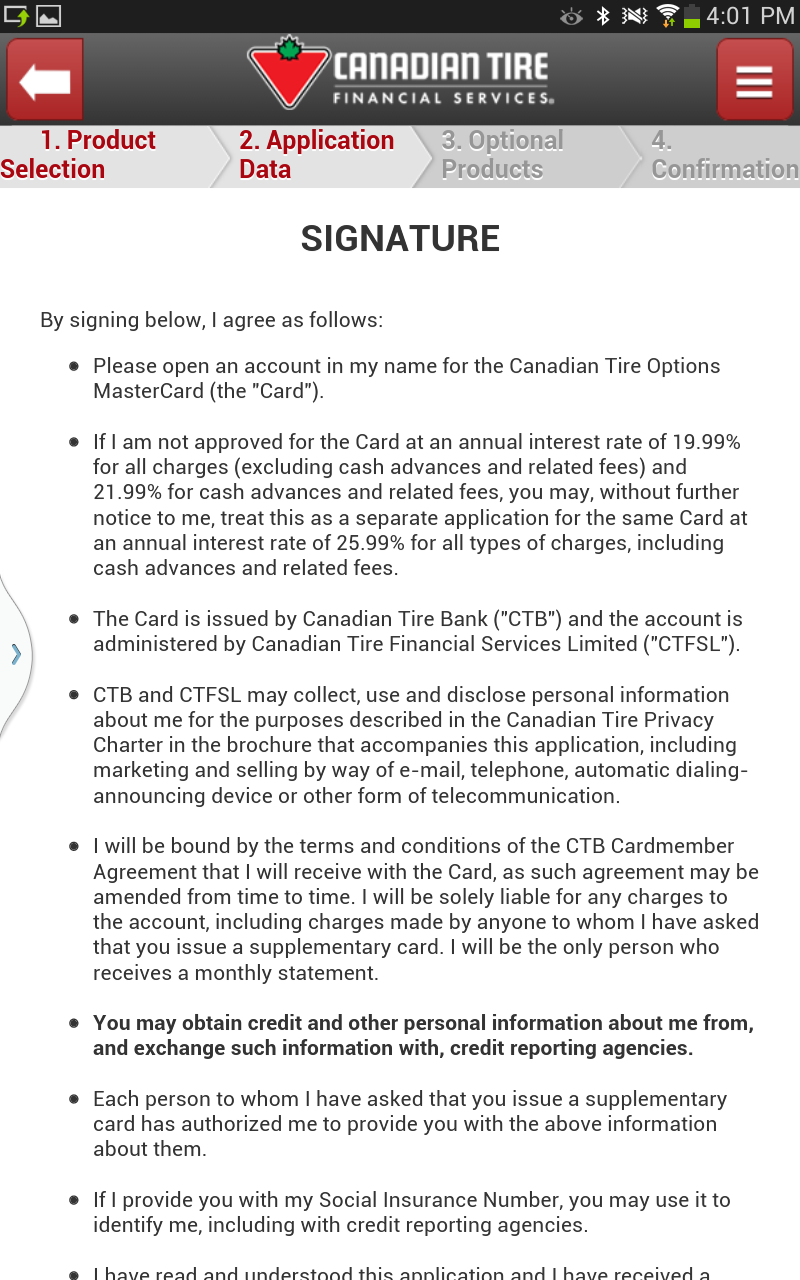 4:01 PM
CANADIAN TIRE
FINANCIAL SERVICES®
1. Product
Selection
2. Application
Data
3. Optional
Products
4.
Confirmation
SIGNATURE
By signing below, I agree as follows:
Please open an account in my name for the Canadian Tire Options
MasterCard (the "Card").
If I am not approved for the Card at an annual interest rate of 19.99%
for all charges (excluding cash advances and related fees) and
21.99% for cash advances and related fees, you may, without further
notice to me, treat this as a separate application for the same Card at
an annual interest rate of 25.99% for all types of charges, including
cash advances and related fees.
The Card is issued by Canadian Tire Bank ("CTB") and the account is
administered by Canadian Tire Financial Services Limited ("CTFSL").
CTB and CTFSL may collect, use and disclose personal information
about me for the purposes described in the Canadian Tire Privacy
Charter in the brochure that accompanies this application, including
marketing and selling by way of e-mail, telephone, automatic dialing-
announcing device or other form of telecommunication.
I will be bound by the terms and conditions of the CTB Cardmember
Agreement that I will receive with the Card, as such agreement may be
amended from time to time. I will be solely liable for any charges to
the account, including charges made by anyone to whom I have asked
that you issue a supplementary card. I will be the only person who
receives a monthly statement.
You may obtain credit and other personal information about me from,
and exchange such information with, credit reporting agencies.
Each person to whom I have asked that you issue a supplementary
card has authorized me to provide you with the above information
about them.
If I provide you with my Social Insurance Number, you may use it to
identify me, including with credit reporting agencies.
I have read and understood this application and I have received a